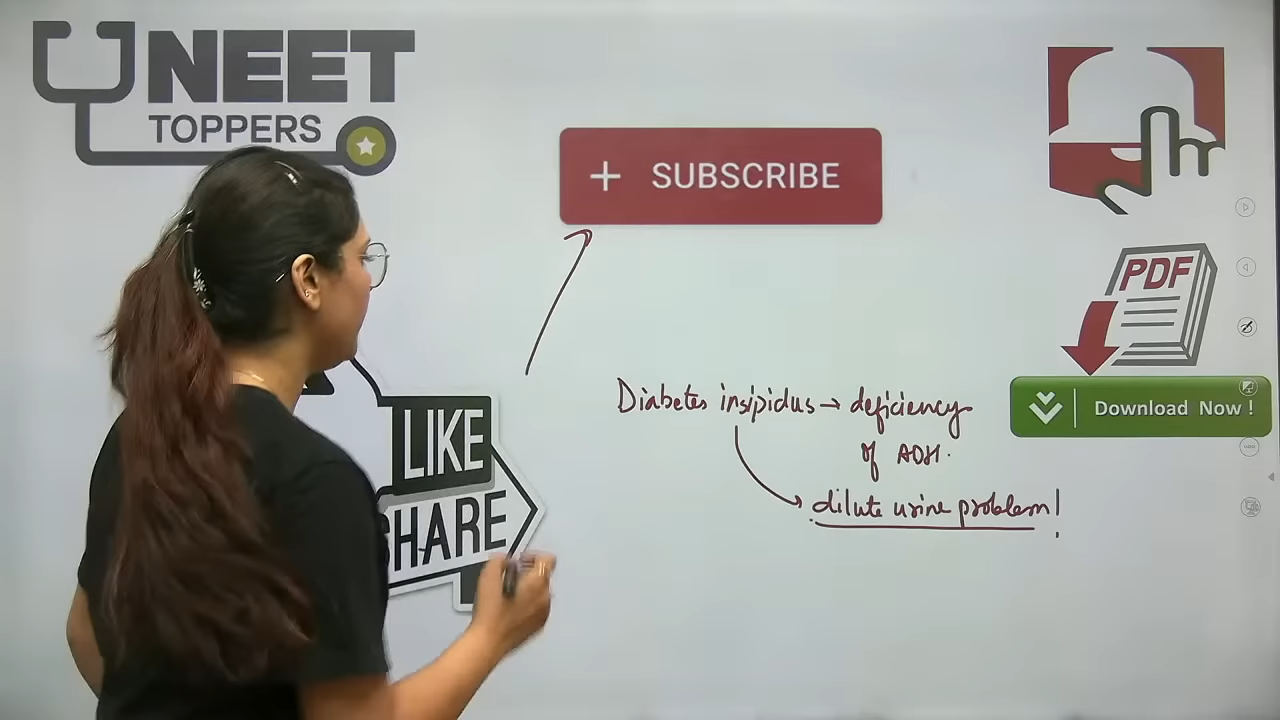 NEET
TOPPERS
+ SUBSCRIBE
PDF
Download Now !
Diabetes insipidus → deficiency
of ADH.
dilute urine problem!
LIKE
SHARE